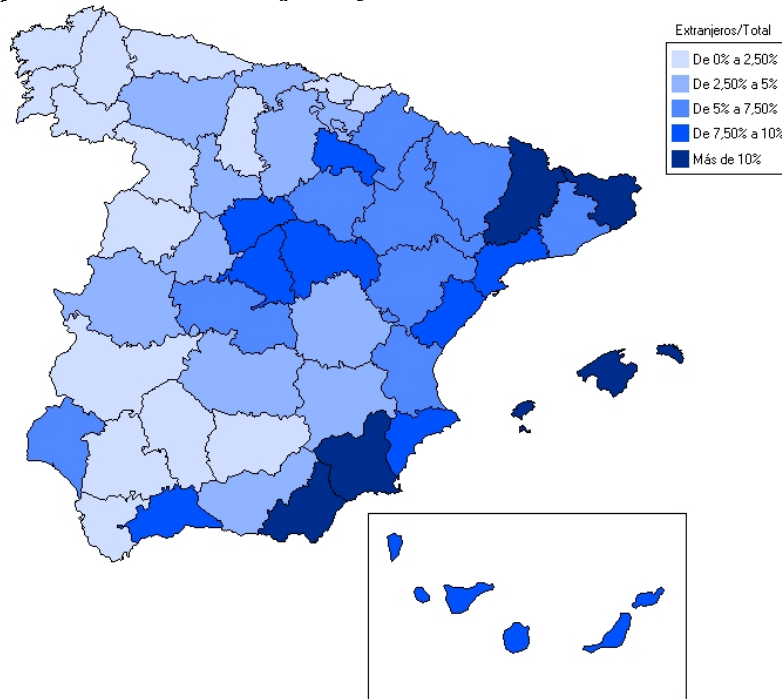 Extranjeros/Total
De 0% a 2,50%
De 2,50% a 5%
De 5% a 7,50%
De 7,50% a 10%
Más de 10%